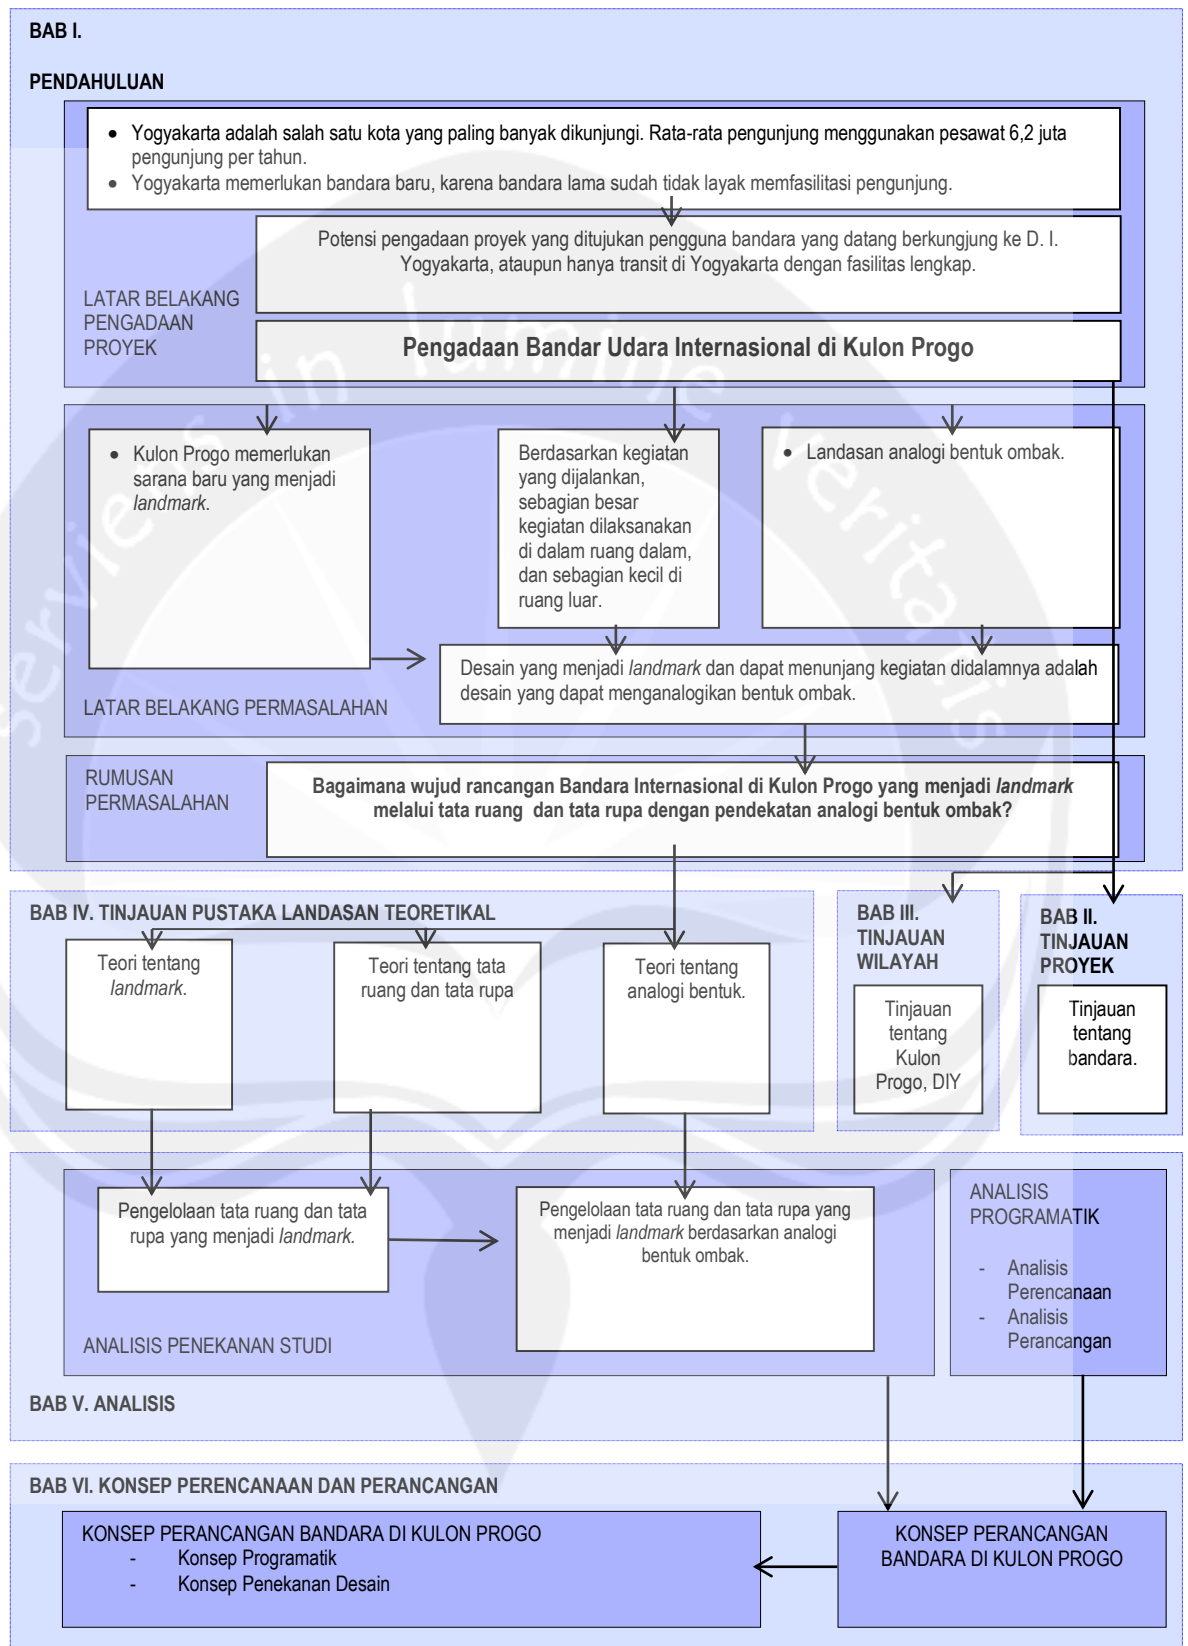 BAB I.
PENDAHULUAN
• Yogyakarta adalah salah satu kota yang paling banyak dikunjungi. Rata-rata pengunjung menggunakan pesawat 6,2 juta
pengunjung per tahun.
• Yogyakarta memerlukan bandara baru, karena bandara lama sudah tidak layak memfasilitasi pengunjung.
Potensi pengadaan proyek yang ditujukan pengguna bandara yang datang berkungjung ke D. I.
Yogyakarta, ataupun hanya transit di Yogyakarta dengan fasilitas lengkap.
LATAR BELAKANG
PENGADAAN
PROYEK
Pengadaan Bandar Udara Internasional di Kulon Progo
• Kulon Progo memerlukan
sarana baru yang menjadi
landmark.
Berdasarkan kegiatan
yang dijalankan,
sebagian besar
kegiatan dilaksanakan
di dalam ruang dalam,
dan sebagian kecil di
ruang luar.
• Landasan analogi bentuk ombak.
Desain yang menjadi landmark dan dapat menunjang kegiatan didalamnya adalah
desain yang dapat menganalogikan bentuk ombak.
LATAR BELAKANG PERMASALAHAN
RUMUSAN
PERMASALAHAN
Bagaimana wujud rancangan Bandara Internasional di Kulon Progo yang menjadi landmark
melalui tata ruang dan tata rupa dengan pendekatan analogi bentuk ombak?
BAB IV. TINJAUAN PUSTAKA LANDASAN TEORETIKAL
Teori tentang
landmark.
Teori tentang tata
ruang dan tata rupa
Teori tentang
analogi bentuk.
BAB III.
TINJAUAN
WILAYAH
Tinjauan
tentang
Kulon
Progo, DIY
BAB II.
TINJAUAN
PROYEK
Tinjauan
tentang
bandara.
Pengelolaan tata ruang dan tata
rupa yang menjadi landmark.
Pengelolaan tata ruang dan tata rupa yang
menjadi landmark berdasarkan analogi
bentuk ombak.
ANALISIS PENEKANAN STUDI
ANALISIS
PROGRAMATIK
- Analisis
Perencanaan
- Analisis
Perancangan
BAB V. ANALISIS
BAB VI. KONSEP PERENCANAAN DAN PERANCANGAN
KONSEP PERANCANGAN BANDARA DI KULON PROGO
- Konsep Programatik
- Konsep Penekanan Desain
KONSEP PERANCANGAN
BANDARA DI KULON PROGO
serviens in lumine veritatis